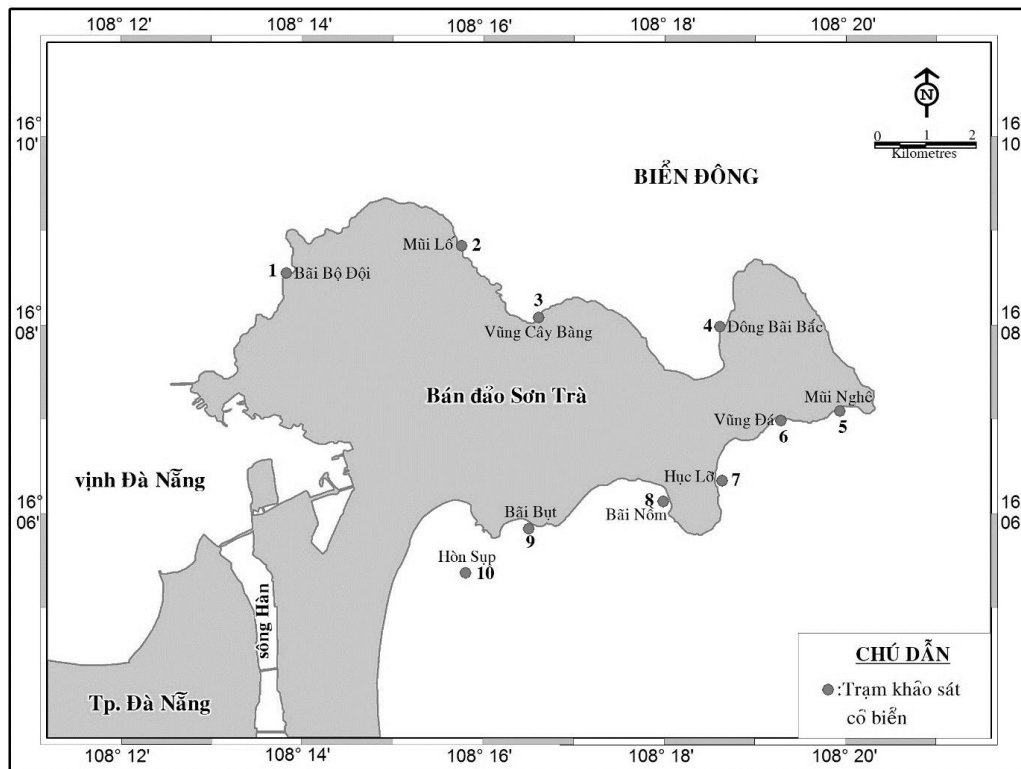 108° 12' 108° 14' 108° 16' 108° 18' 108° 20'
16° 10'
16° 10'
N
0 1 2
Kilometres
BIỂN ĐÔNG
Mũi Lố 2
1 Bãi Bộ Đội
3
Vũng Cây Bàng
16° 08'
16° 08'
4 Đông Bãi Bắc
Bán đảo Sơn Trà
Mũi Nghê
5
Vũng Đá
6
vịnh Đà Nẵng
Hục Lỡ 7
8
Bãi Nồm
Bãi Bụt
9
16° 06'
16° 06'
Hòn Sụp
10
sông Hàn
Tp. Đà Nẵng
CHÚ DẪN
:Trạm khảo sát
cỏ biển
108° 12' 108° 14' 108° 16' 108° 18' 108° 20'